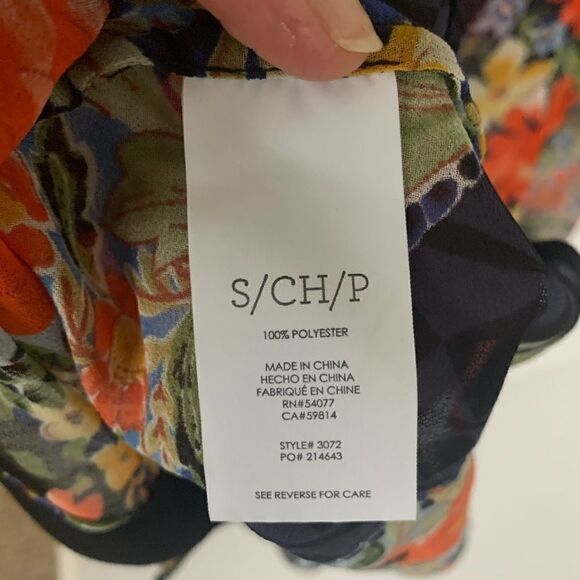 S/CH/P
100% POLYESTER
MADE IN CHINA
HECHO EN CHINA
FABRIQUÉ EN CHINE
RN#54077
CA#59814
STYLE# 3072
PO# 214643
SEE REVERSE FOR CARE